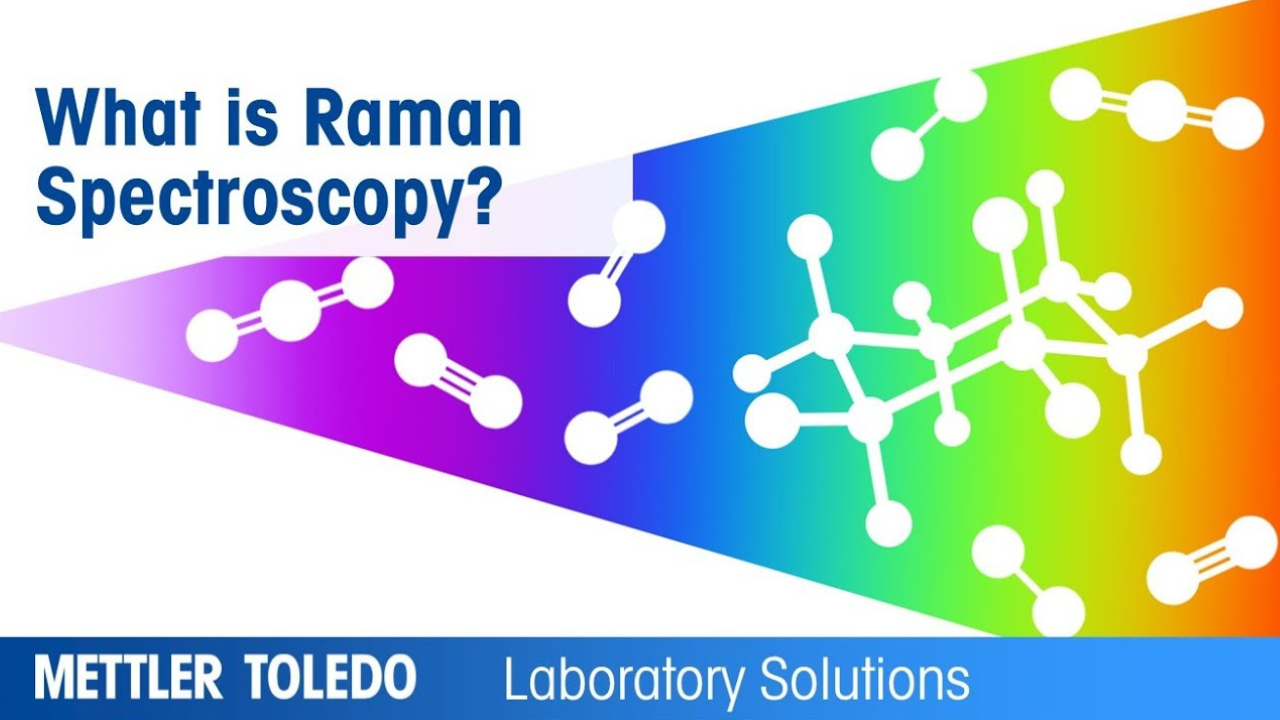 What is Raman
Spectroscopy?
METTLER TOLEDO Laboratory Solutions